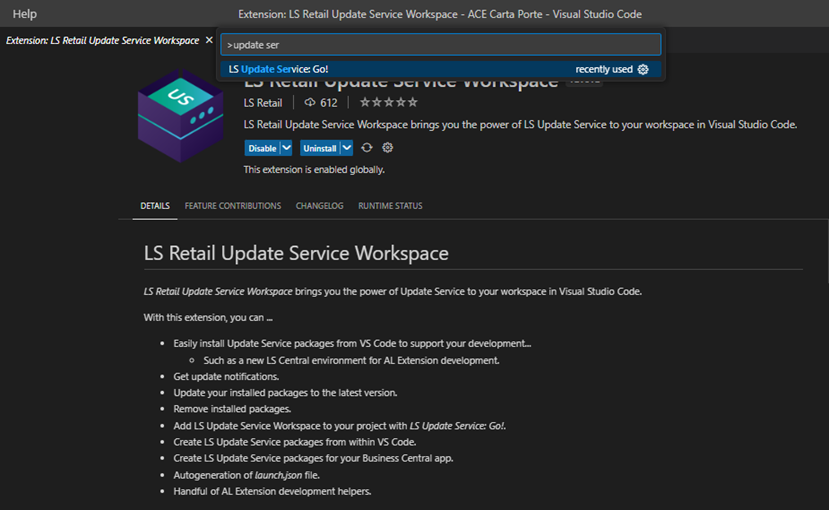 Help
Extension: LS Retail Update Service Workspace - ACE Carta Porte - Visual Studio Code
Extension: LS Retail Update Service Workspace ×
>update ser
LS Update Service: Go!
recently used
LS Retail Update Service Workspace
US
LS Retail | 612
LS Retail Update Service Workspace brings you the power of LS Update Service to your workspace in Visual Studio Code.
Disable
Uninstall
This extension is enabled globally.
DETAILS FEATURE CONTRIBUTIONS CHANGELOG RUNTIME STATUS
LS Retail Update Service Workspace
LS Retail Update Service Workspace brings you the power of Update Service to your workspace in Visual Studio Code.
With this extension, you can ...
• Easily install Update Service packages from VS Code to support your development...
◦ Such as a new LS Central environment for AL Extension development.
• Get update notifications.
• Update your installed packages to the latest version.
• Remove installed packages.
• Add LS Update Service Workspace to your project with LS Update Service: Go!.
• Create LS Update Service packages from within VS Code.
• Create LS Update Service packages for your Business Central app.
• Autogeneration of launch.json file.
• Handful of AL Extension development helpers.